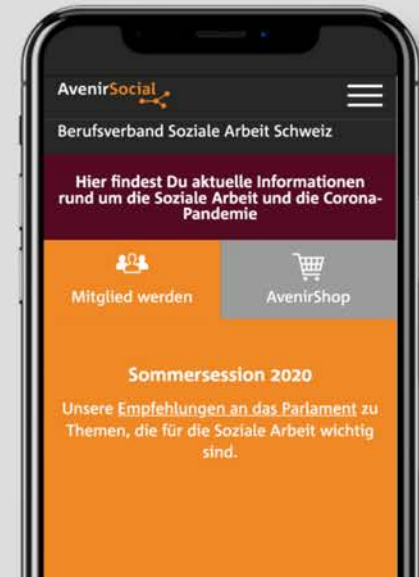 AvenirSocial
Berufsverband Soziale Arbeit Schweiz
Hier findest Du aktuelle Informationen
rund um die Soziale Arbeit und die Corona-
Pandemie
Mitglied werden
AvenirShop
Sommersession 2020
Unsere Empfehlungen an das Parlament zu
Themen, die für die Soziale Arbeit wichtig
sind.